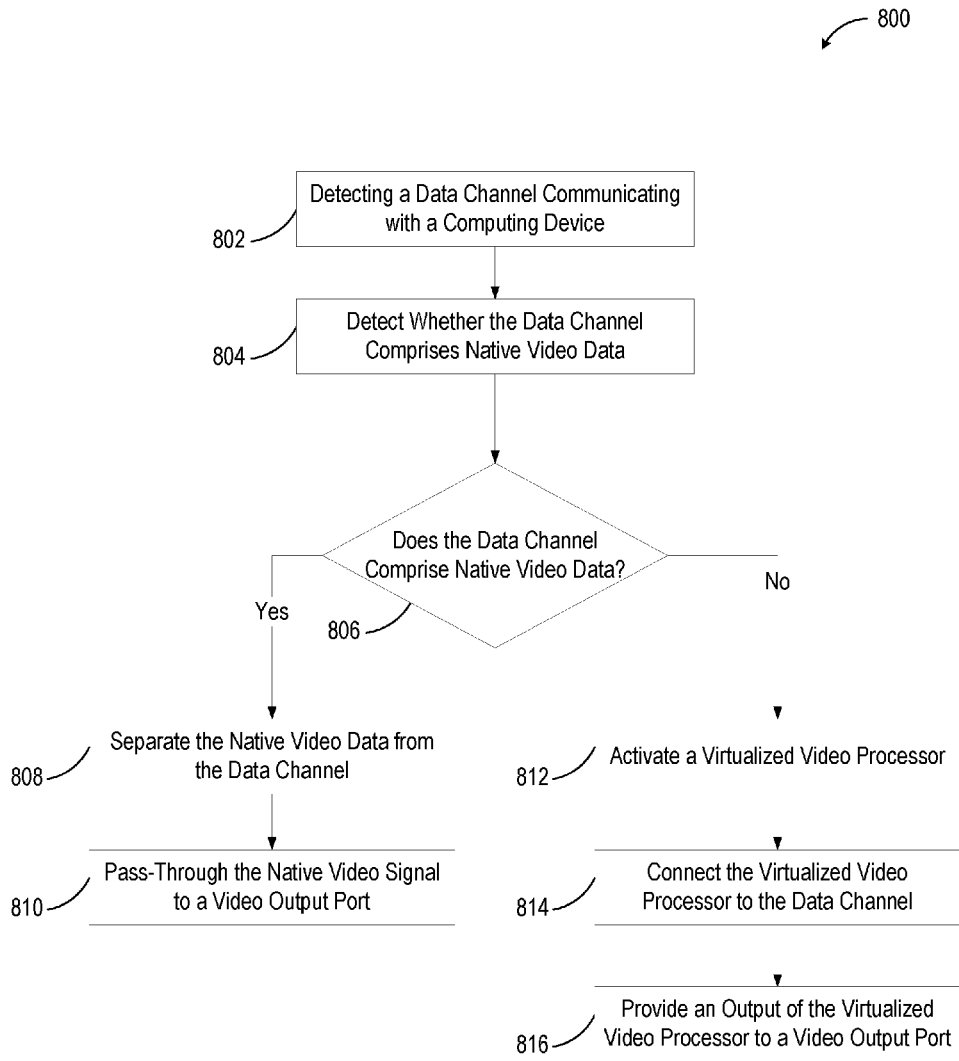 800
Detecting a Data Channel Communicating
with a Computing Device
802
Detect Whether the Data Channel
Comprises Native Video Data
804
Does the Data Channel
Comprise Native Video Data?
806
Yes
No
Separate the Native Video Data from
the Data Channel
808
Pass-Through the Native Video Signal
to a Video Output Port
810
Activate a Virtualized Video Processor
812
Connect the Virtualized Video
Processor to the Data Channel
814
Provide an Output of the Virtualized
Video Processor to a Video Output Port
816